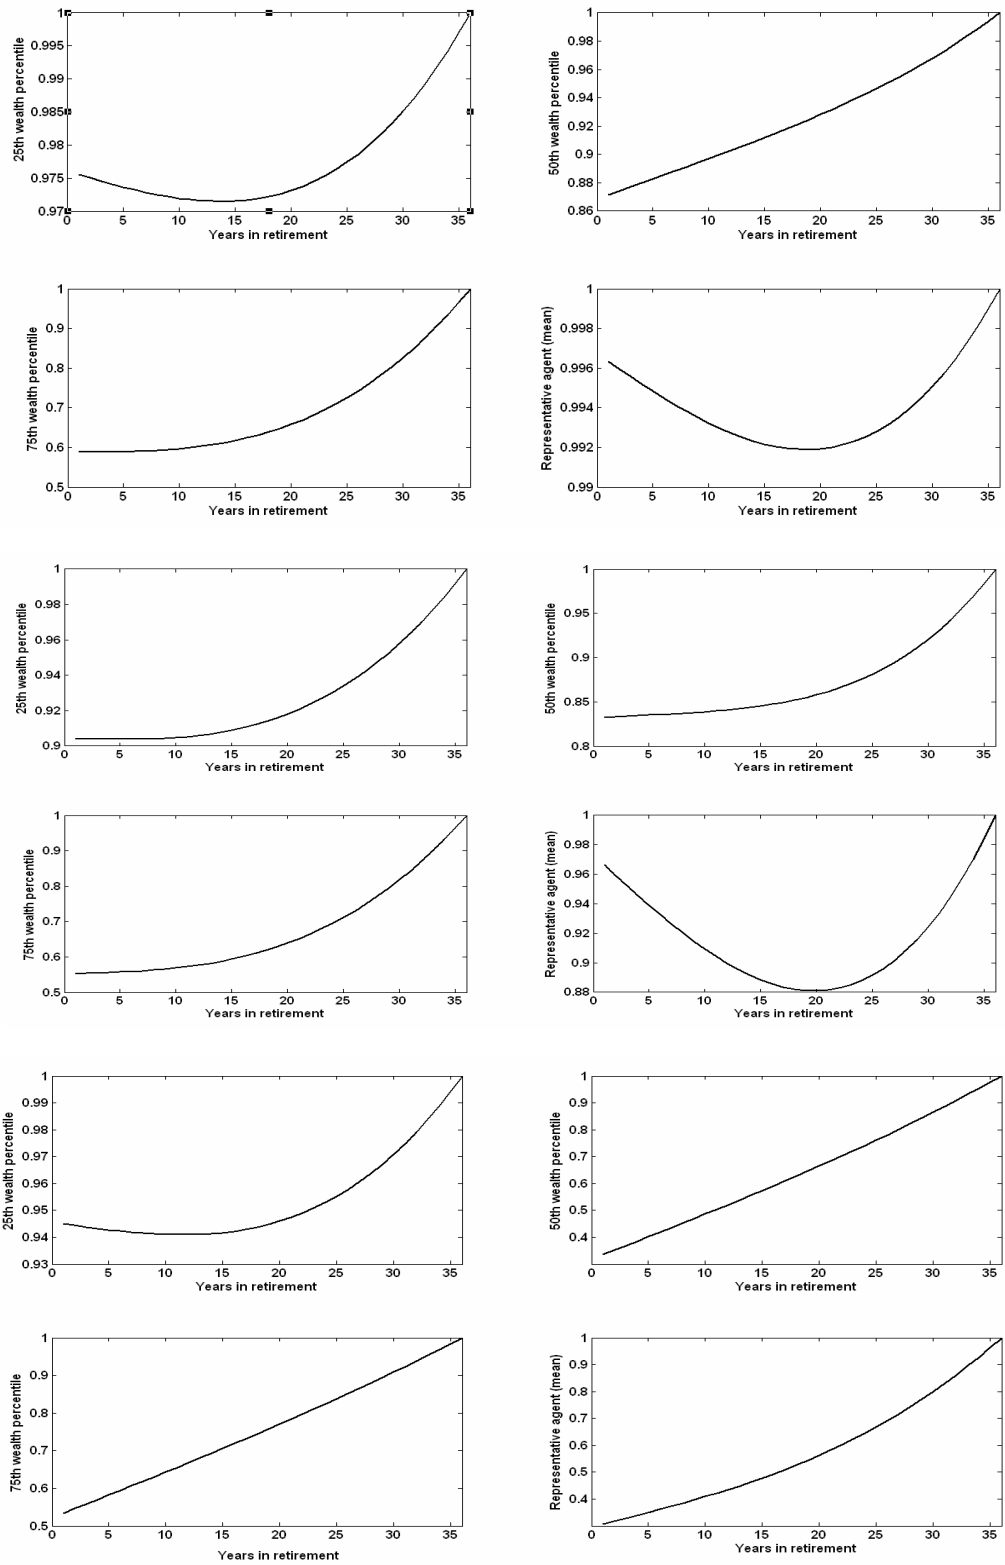 1
0.995
0.99
0.985
0.98
0.975
0.97
25th wealth percentile
0 5 10 15 20 25 30 35
Years in retirement
1
0.98
0.96
0.94
0.92
0.9
0.88
0.86
50th wealth percentile
0 5 10 15 20 25 30 35
Years in retirement
1
0.9
0.8
0.7
0.6
0.5
75th wealth percentile
0 5 10 15 20 25 30 35
Years in retirement
1
0.998
0.996
0.994
0.992
0.99
Representative agent (mean)
0 5 10 15 20 25 30 35
Years in retirement
1
0.98
0.96
0.94
0.92
0.9
25th wealth percentile
0 5 10 15 20 25 30 35
Years in retirement
1
0.95
0.9
0.85
0.8
50th wealth percentile
0 5 10 15 20 25 30 35
Years in retirement
1
0.9
0.8
0.7
0.6
0.5
75th wealth percentile
0 5 10 15 20 25 30 35
Years in retirement
1
0.98
0.96
0.94
0.92
0.9
0.88
Representative agent (mean)
0 5 10 15 20 25 30 35
Years in retirement
1
0.99
0.98
0.97
0.96
0.95
0.94
0.93
25th wealth percentile
0 5 10 15 20 25 30 35
Years in retirement
1
0.9
0.8
0.7
0.6
0.5
0.4
50th wealth percentile
0 5 10 15 20 25 30 35
Years in retirement
1
0.9
0.8
0.7
0.6
0.5
75th wealth percentile
0 5 10 15 20 25 30 35
Years in retirement
1
0.9
0.8
0.7
0.6
0.5
0.4
Representative agent (mean)
0 5 10 15 20 25 30 35
Years in retirement